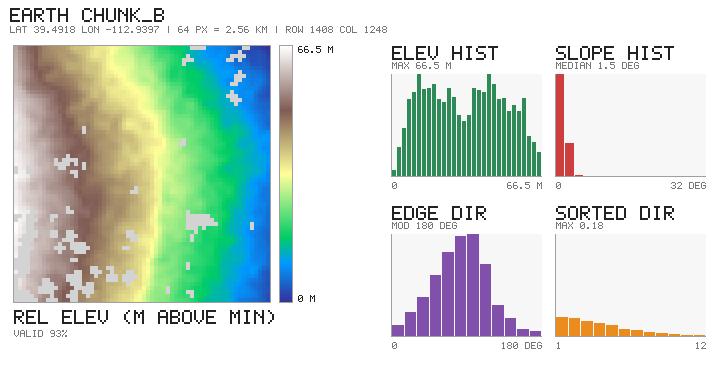 EARTH CHUNK_B
LAT 39.4918 LON -112.9397 | 64 PX = 2.56 KM | ROW 1408 COL 1248
66.5 M
0 M
REL ELEV (M ABOVE MIN)
VALID 93%
ELEV HIST
MAX 66.5 M
0 66.5 M
SLOPE HIST
MEDIAN 1.5 DEG
0 32 DEG
EDGE DIR
MOD 180 DEG
0 180 DEG
SORTED DIR
MAX 0.18
1 12